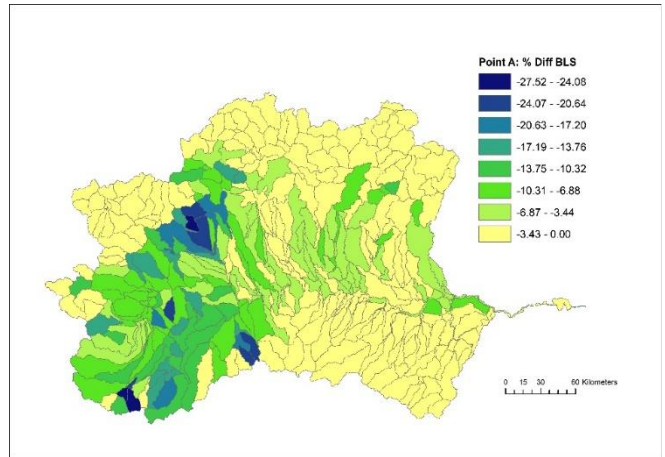 Point A: % Diff BLS
-27.52 - -24.08
-24.07 - -20.64
-20.63 - -17.20
-17.19 - -13.76
-13.75 - -10.32
-10.31 - -6.88
-6.87 - -3.44
-3.43 - 0.00
0 15 30 60 Kilometers